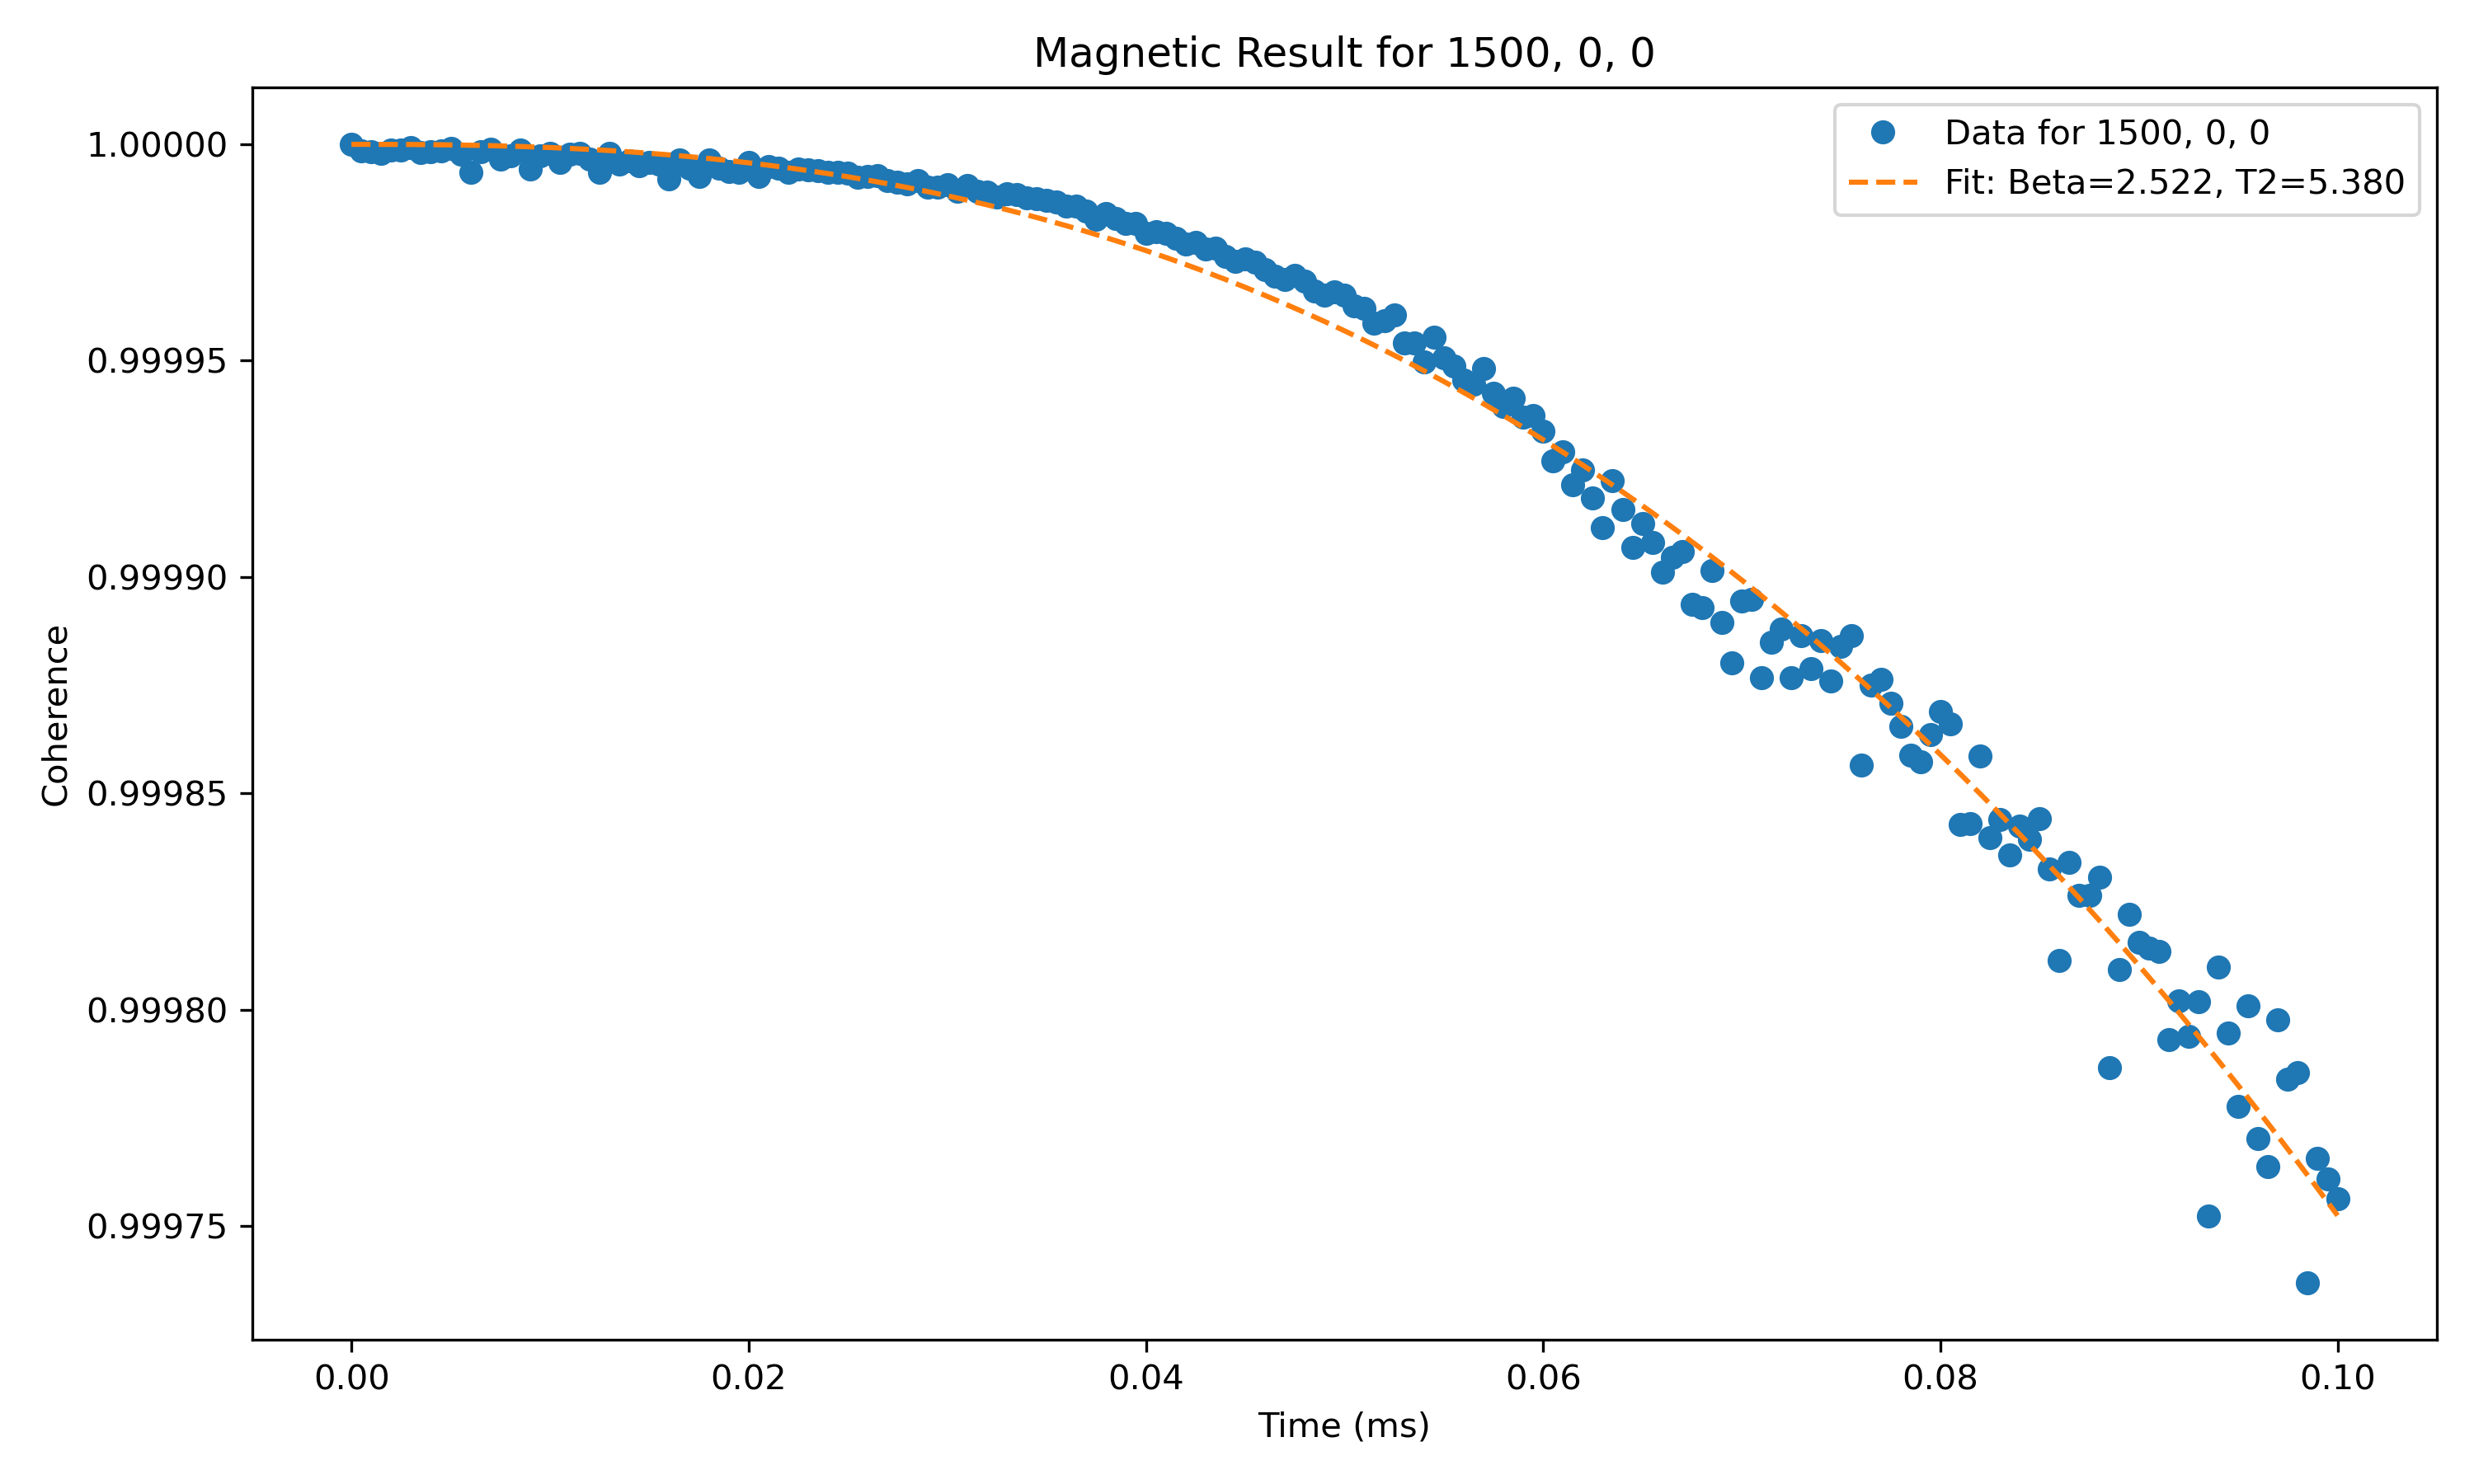 Magnetic Result for 1500, 0, 0
Data for 1500, 0, 0
Fit: Beta=2.522, T2=5.380
Coherence
1.00000
0.99995
0.99990
0.99985
0.99980
0.99975
0.00 0.02 0.04 0.06 0.08 0.10
Time (ms)